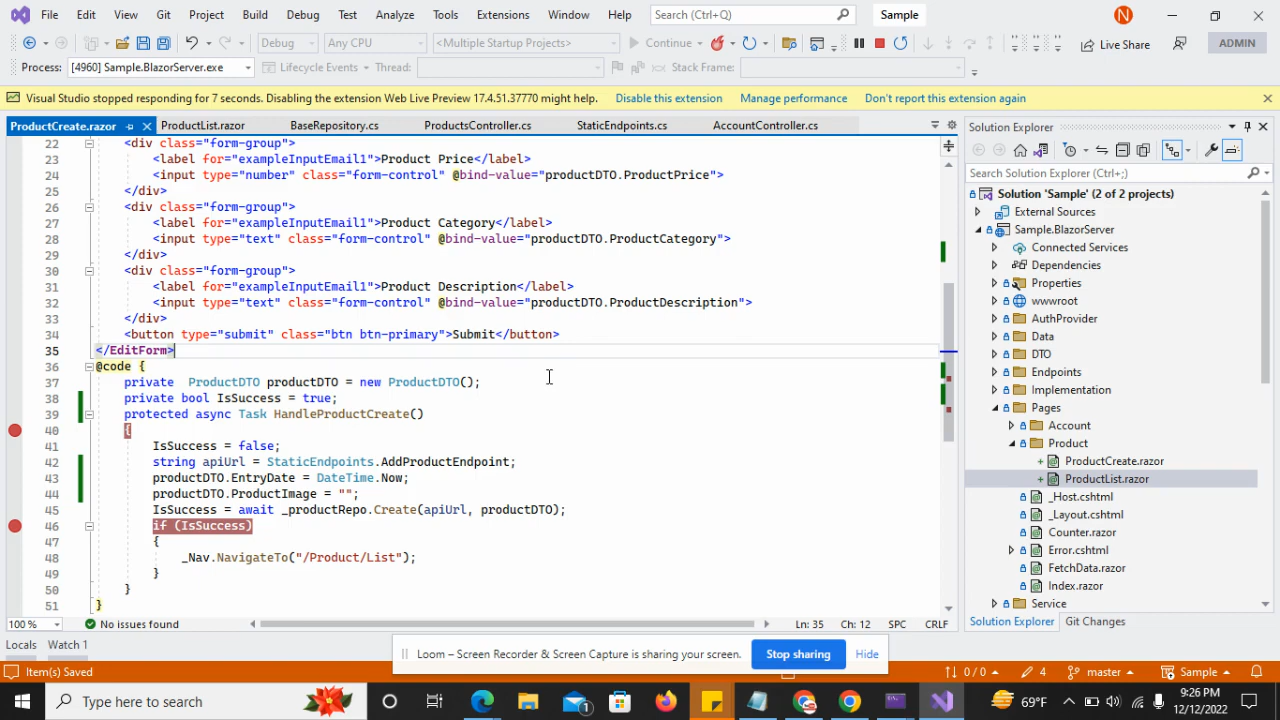 File Edit View Git Project Build Debug Test Analyze Tools Extensions Window Help Search (Ctrl+Q) Sample N
Debug Any CPU <Multiple Startup Projects> Continue Live Share ADMIN
Process: [4960] Sample.BlazorServer.exe Lifecycle Events Thread: Stack Frame:
Visual Studio stopped responding for 7 seconds. Disabling the extension Web Live Preview 17.4.51.37770 might help. Disable this extension Manage performance Don't report this extension again
ProductCreate.razor ProductList.razor BaseRepository.cs ProductsController.cs StaticEndpoints.cs AccountController.cs
22 <div class="form-group">
23 <label for="exampleInputEmail1">Product Price</label>
24 <input type="number" class="form-control" @bind-value="productDTO.ProductPrice">
25 </div>
26 <div class="form-group">
27 <label for="exampleInputEmail1">Product Category</label>
28 <input type="text" class="form-control" @bind-value="productDTO.ProductCategory">
29 </div>
30 <div class="form-group">
31 <label for="exampleInputEmail1">Product Description</label>
32 <input type="text" class="form-control" @bind-value="productDTO.ProductDescription">
33 </div>
34 <button type="submit" class="btn btn-primary">Submit</button>
35 </EditForm>
36 @code {
37 private ProductDTO productDTO = new ProductDTO();
38 private bool IsSuccess = true;
39 protected async Task HandleProductCreate()
40 {
41 IsSuccess = false;
42 string apiUrl = StaticEndpoints.AddProductEndpoint;
43 productDTO.EntryDate = DateTime.Now;
44 productDTO.ProductImage = "";
45 IsSuccess = await _productRepo.Create(apiUrl, productDTO);
46 if (IsSuccess)
47 {
48 _Nav.NavigateTo("/Product/List");
49 }
50 }
51 }
100 % No issues found Ln: 35 Ch: 12 SPC CRLF
Solution Explorer
Search Solution Explorer (Ctrl+;)
Solution 'Sample' (2 of 2 projects)
External Sources
Sample.BlazorServer
Connected Services
Dependencies
Properties
wwwroot
AuthProvider
Data
DTO
Endpoints
Implementation
Pages
Account
Product
ProductCreate.razor
ProductList.razor
_Host.cshtml
_Layout.cshtml
Counter.razor
Error.cshtml
FetchData.razor
Index.razor
Service
Solution Explorer Git Changes
Locals Watch 1
Loom – Screen Recorder & Screen Capture is sharing your screen. Stop sharing Hide
Item(s) Saved 0 / 0 4 master Sample
Type here to search 1 69°F 9:26 PM
12/12/2022